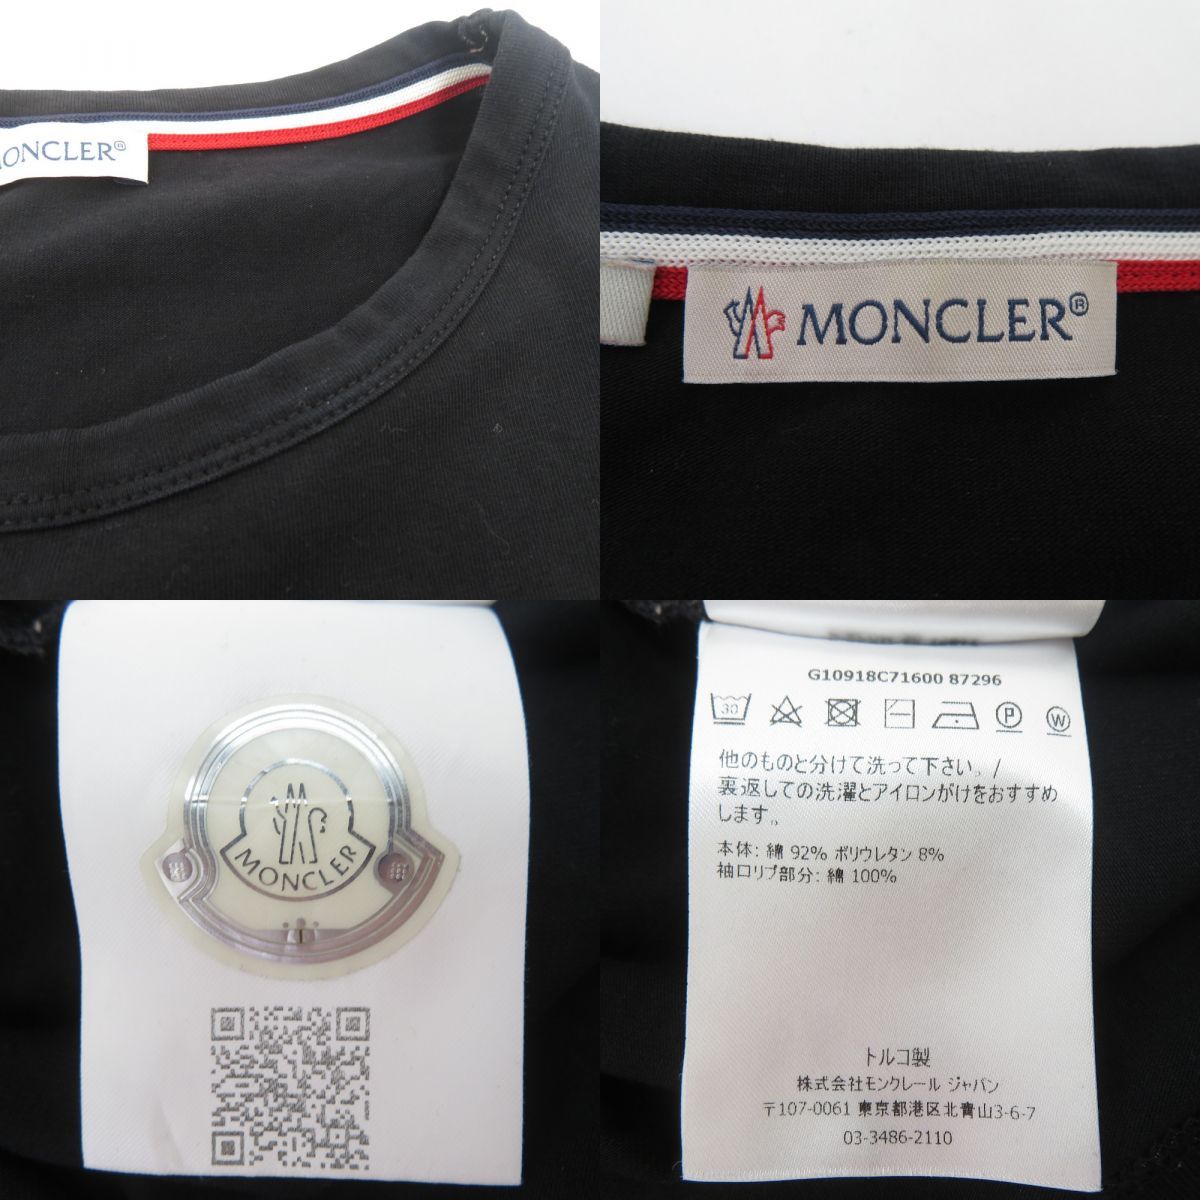 MONCLER®
MONCLER®
MONCLER
G10918C71600 87296
30
P
W
他のものと分けて洗って下さい。/
裏返しての洗濯とアイロンがけをおすすめ
します。
本体: 綿 92% ポリウレタン 8%
袖口リブ部分: 綿 100%
トルコ製
株式会社モンクレール ジャパン
〒107-0061 東京都港区北青山3-6-7
03-3486-2110